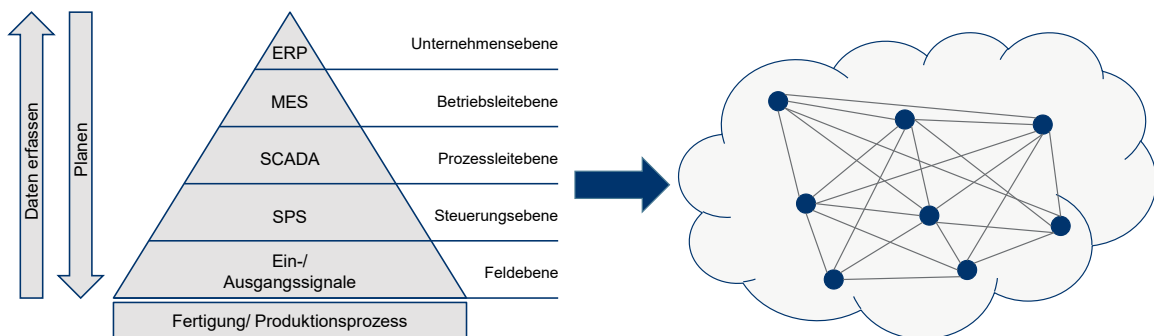 Daten erfassen
Planen
ERP
Unternehmensebene
MES
Betriebsleitebene
SCADA
Prozessleitebene
SPS
Steuerungsebene
Ein-/
Ausgangssignale
Feldebene
Fertigung/ Produktionsprozess